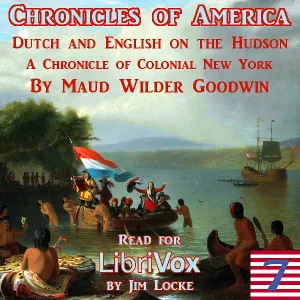 Chronicles of America
Dutch and English on the Hudson
A Chronicle of Colonial New York
By Maud Wilder Goodwin
Read for
LibriVox
by Jim Locke
7